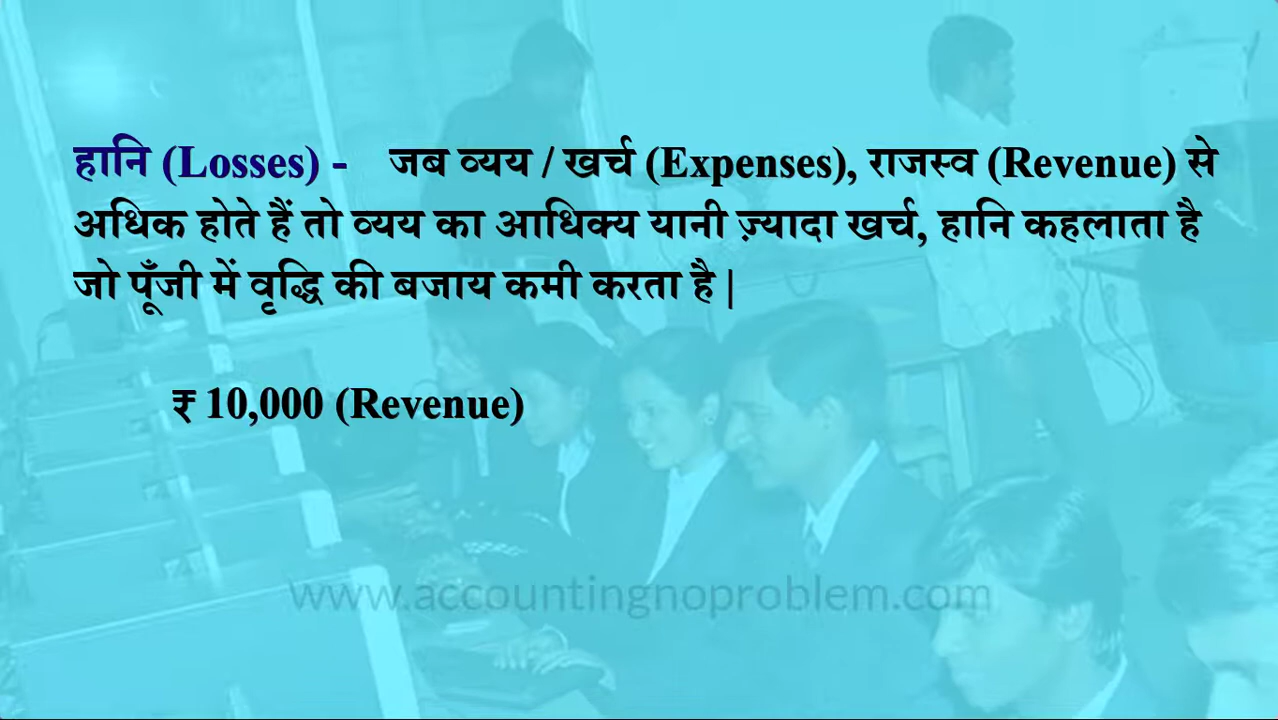 हानि (Losses) - जब व्यय / खर्च (Expenses), राजस्व (Revenue) से
अधिक होते हैं तो व्यय का आधिक्य यानी ज़्यादा खर्च, हानि कहलाता है
जो पूँजी में वृद्धि की बजाय कमी करता है |
₹ 10,000 (Revenue)
www.accountingnoproblem.com